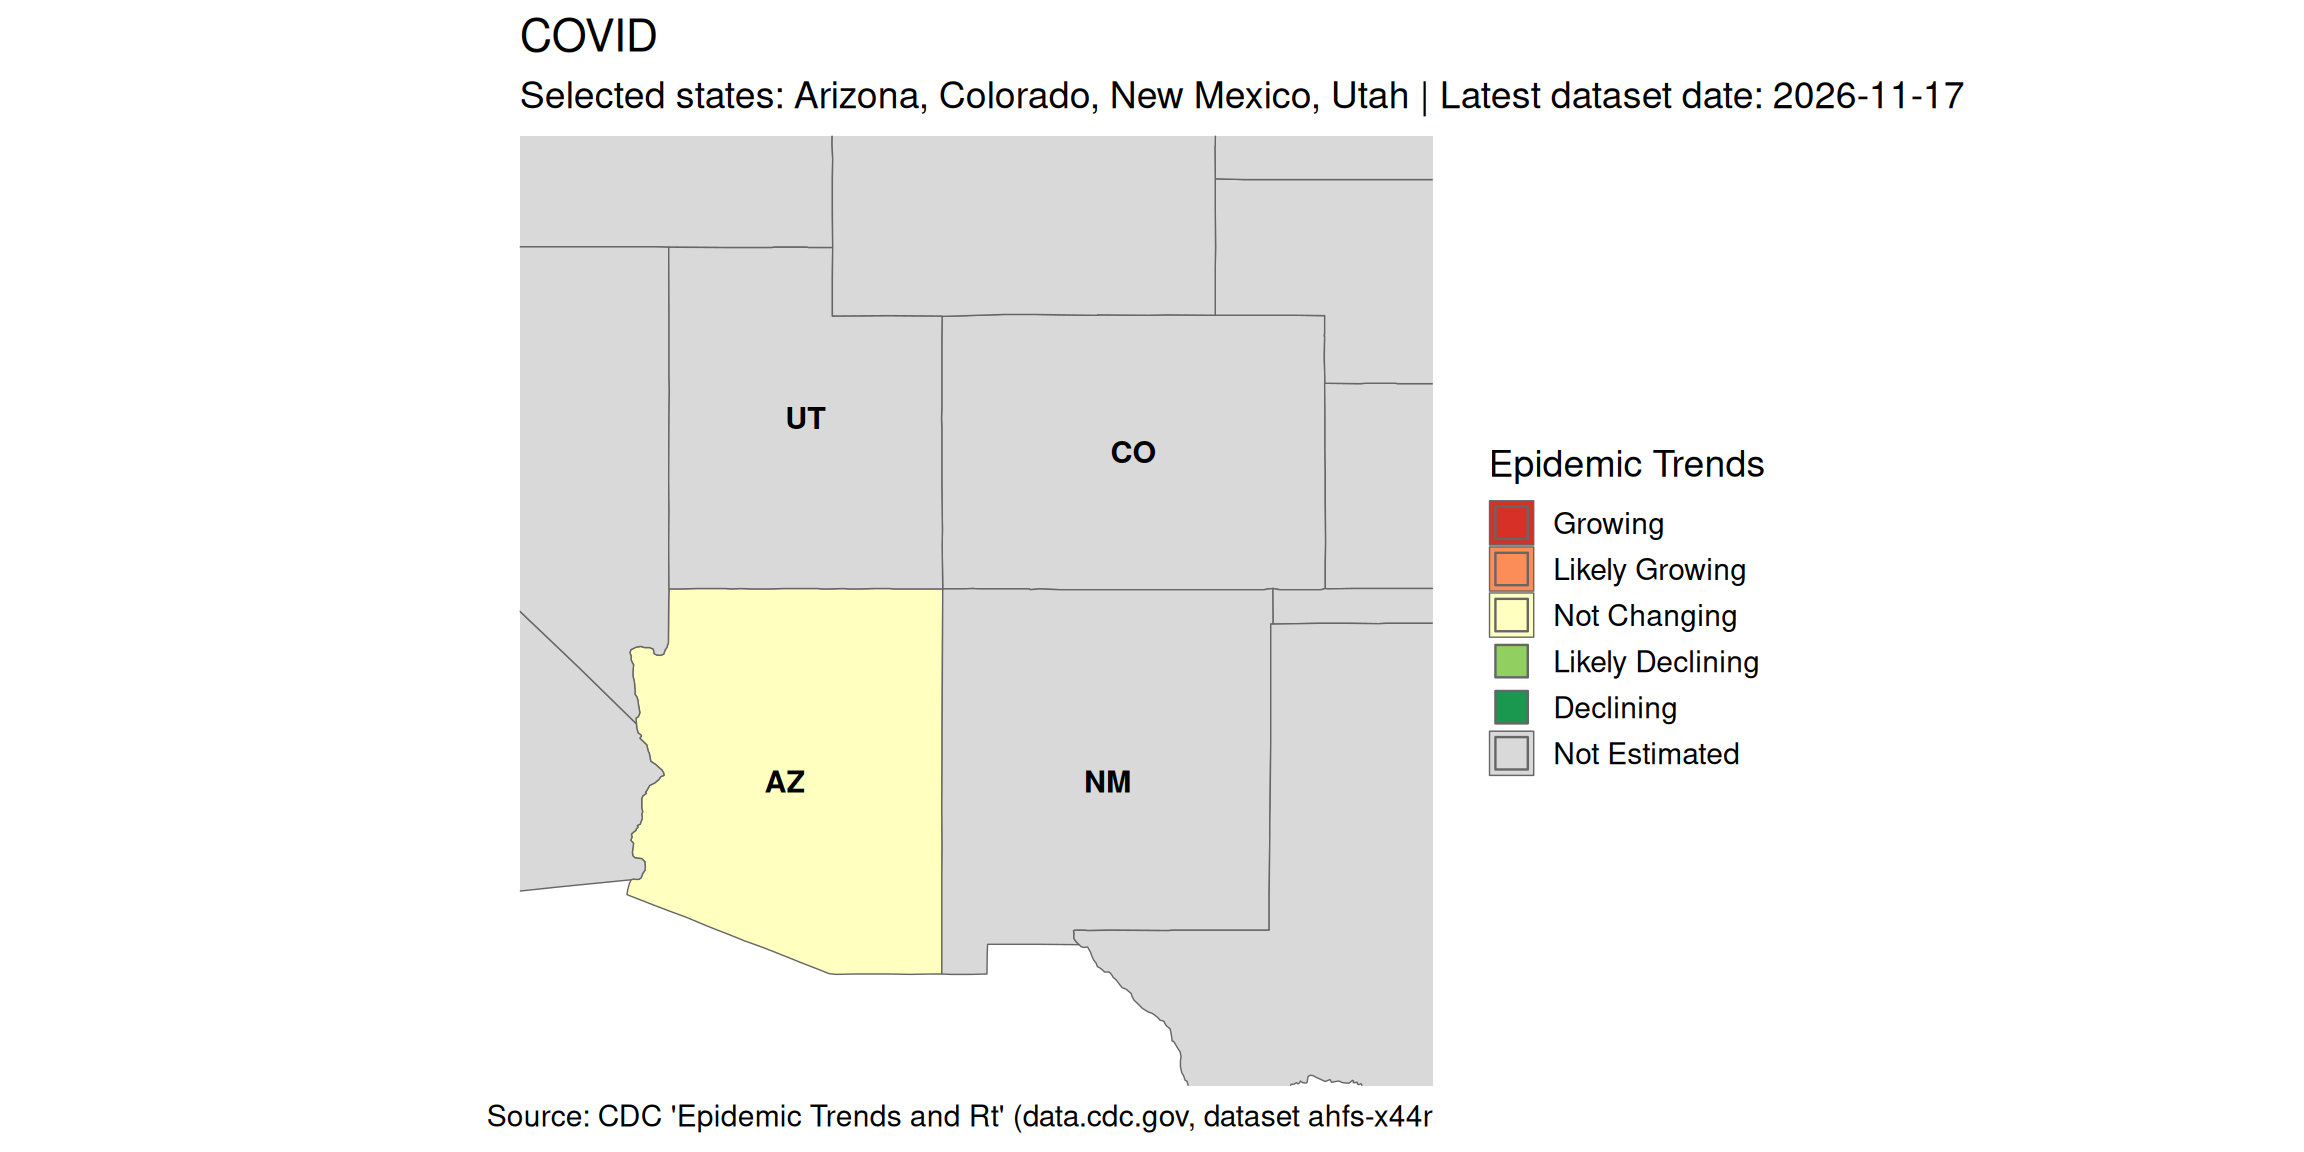 COVID
Selected states: Arizona, Colorado, New Mexico, Utah | Latest dataset date: 2026-11-17
UT
CO
AZ
NM
Epidemic Trends
Growing
Likely Growing
Not Changing
Likely Declining
Declining
Not Estimated
Source: CDC 'Epidemic Trends and Rt' (data.cdc.gov, dataset ahfs-x44r